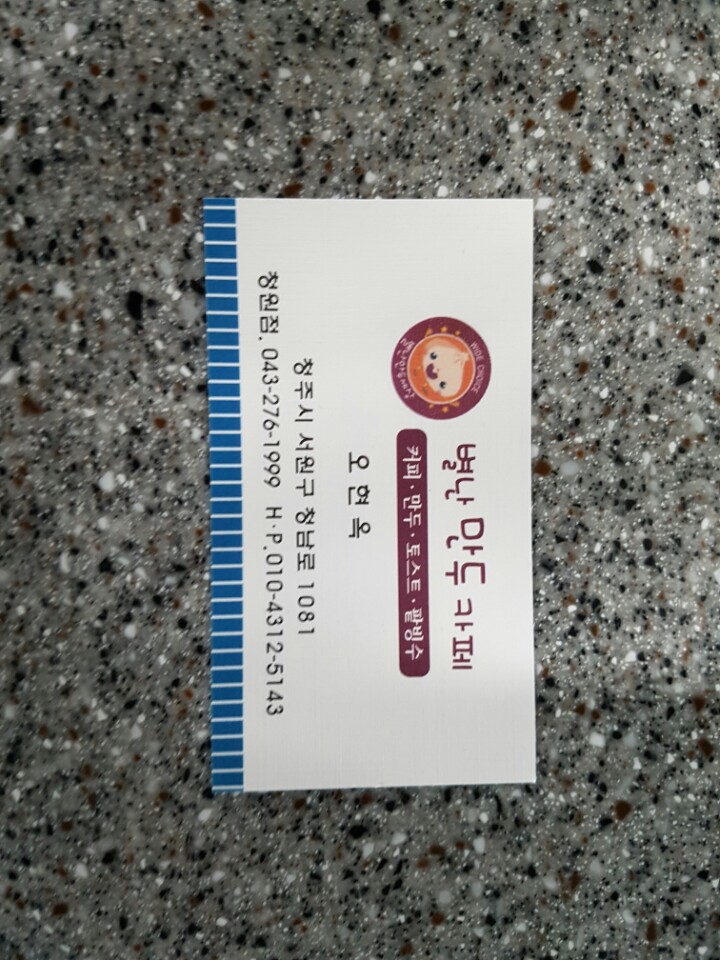 WIDE CHOICE
별난 만두 카페
커피·만두·토스트·팥빙수
오 현 옥
청주시 서원구 청남로 1081
청원점. 043-276-1999 H·P.010-4312-5143